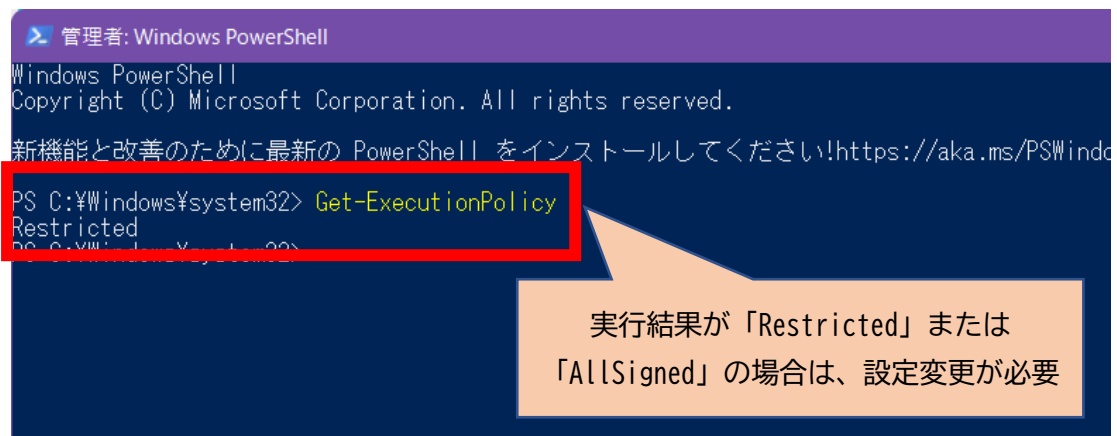 管理者: Windows PowerShell
Windows PowerShell
Copyright (C) Microsoft Corporation. All rights reserved.
新機能と改善のために最新の PowerShell をインストールしてください!https://aka.ms/PSWindo
PS C:¥Windows¥system32> Get-ExecutionPolicy
Restricted
PS C:¥Windows¥system32>
実行結果が「Restricted」または
「AllSigned」の場合は、設定変更が必要